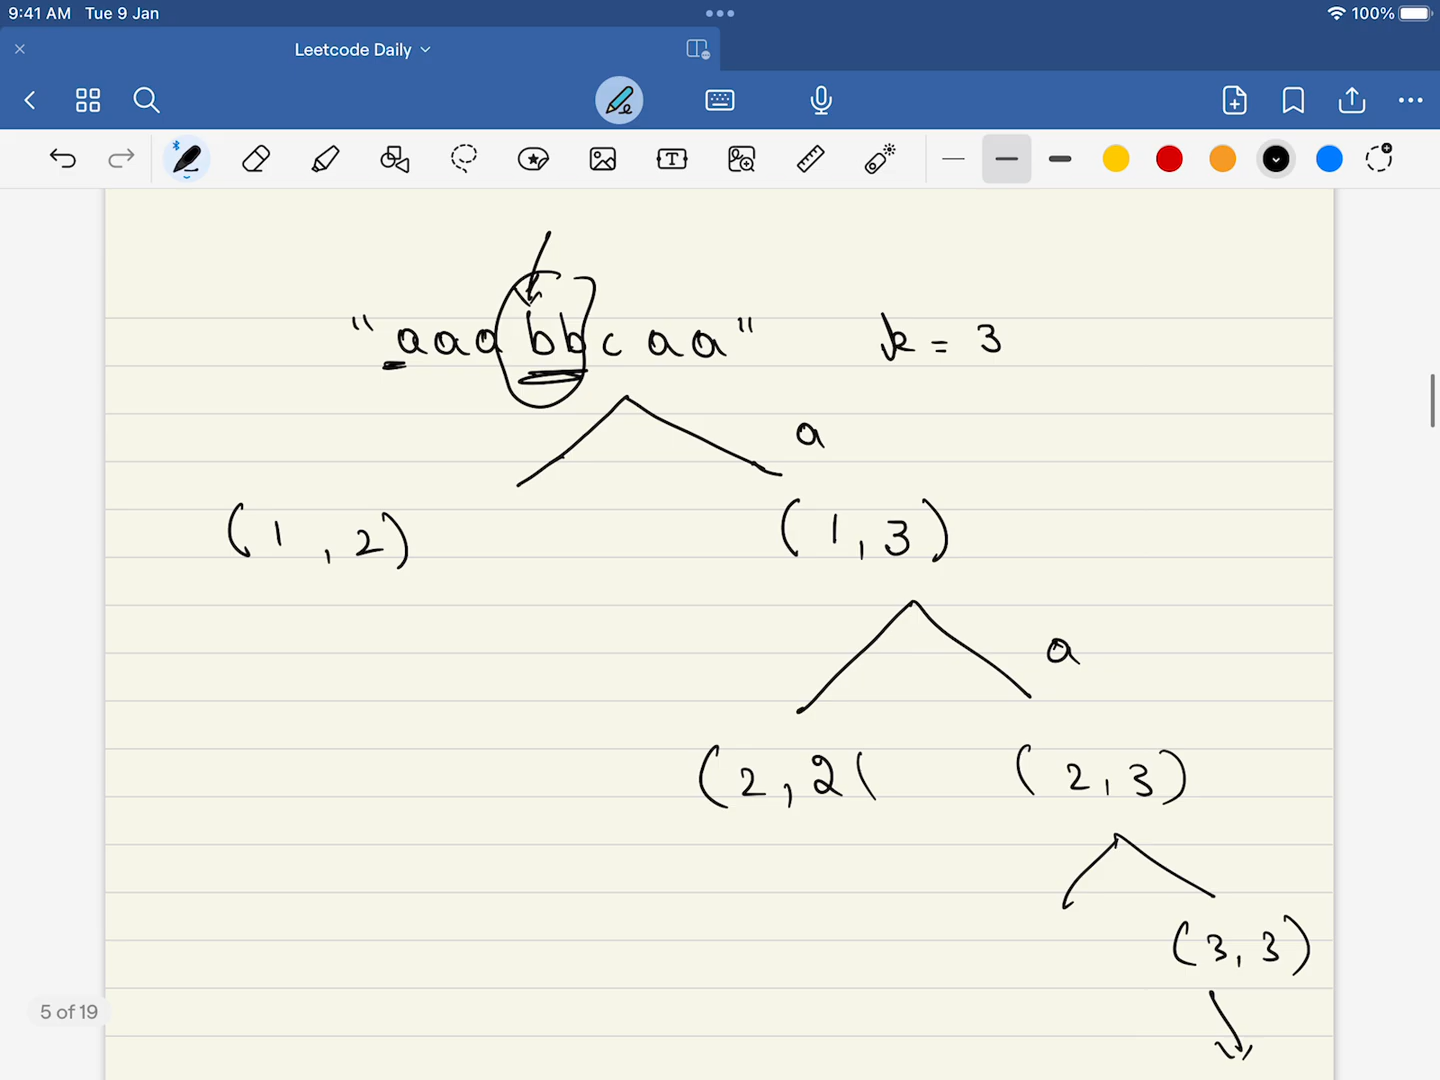 9:41 AM Tue 9 Jan 100%
Leetcode Daily
"aaabbcaa" k = 3
a
(1, 2) (1, 3)
a
(2, 2( (2, 3)
(3, 3)
5 of 19